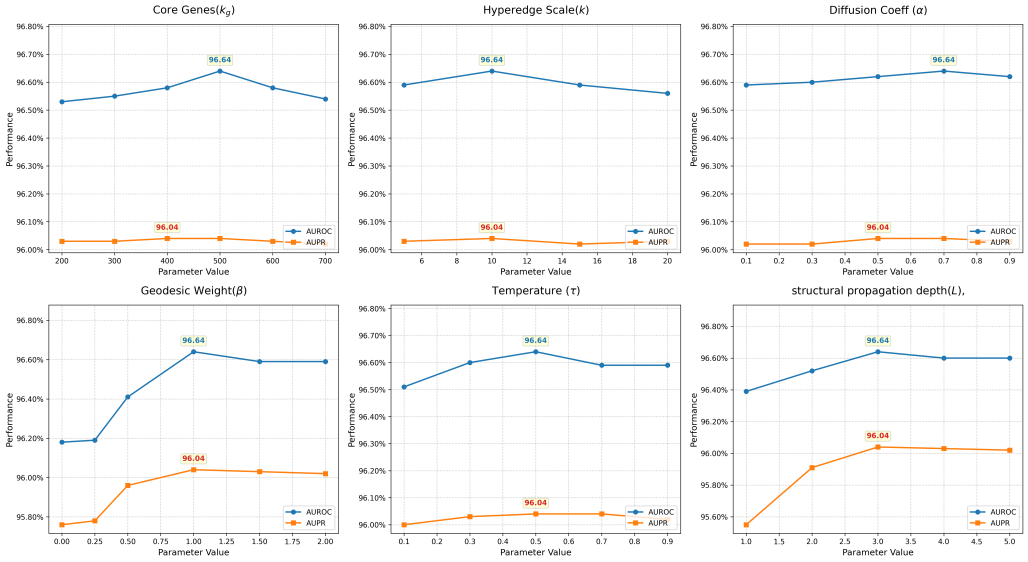 Core Genes(k_g)
96.80%
96.70%
96.60%
96.50%
96.40%
96.30%
96.20%
96.10%
96.00%
Performance
96.64
96.04
AUROC
AUPR
200 300 400 500 600 700
Parameter Value
Hyperedge Scale(k)
96.80%
96.70%
96.60%
96.50%
96.40%
96.30%
96.20%
96.10%
96.00%
Performance
96.64
96.04
AUROC
AUPR
6 8 10 12 14 16 18 20
Parameter Value
Diffusion Coeff (α)
96.80%
96.70%
96.60%
96.50%
96.40%
96.30%
96.20%
96.10%
96.00%
Performance
96.64
96.04
AUROC
AUPR
0.1 0.2 0.3 0.4 0.5 0.6 0.7 0.8 0.9
Parameter Value
Geodesic Weight(β)
96.80%
96.60%
96.40%
96.20%
96.00%
95.80%
Performance
96.64
96.04
AUROC
AUPR
0.00 0.25 0.50 0.75 1.00 1.25 1.50 1.75 2.00
Parameter Value
Temperature (τ)
96.80%
96.70%
96.60%
96.50%
96.40%
96.30%
96.20%
96.10%
96.00%
Performance
96.64
96.04
AUROC
AUPR
0.1 0.2 0.3 0.4 0.5 0.6 0.7 0.8 0.9
Parameter Value
structural propagation depth(L),
96.80%
96.60%
96.40%
96.20%
96.00%
95.80%
95.60%
Performance
96.64
96.04
AUROC
AUPR
1.0 1.5 2.0 2.5 3.0 3.5 4.0 4.5 5.0
Parameter Value